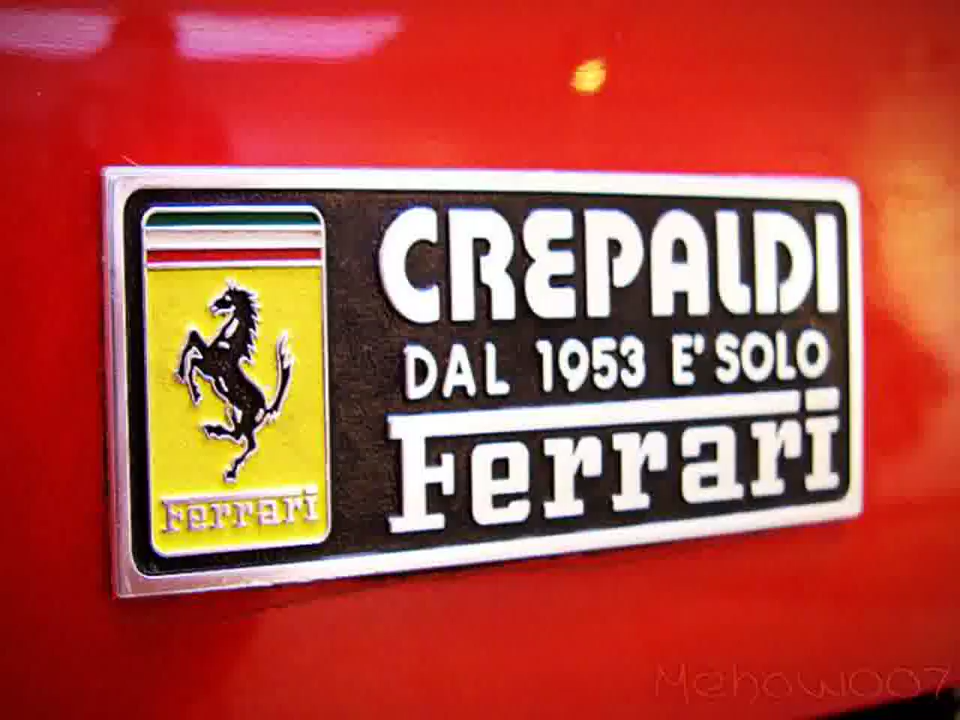 CREPALDI
DAL 1953 E' SOLO
Ferrari
Ferrari
Mehow007